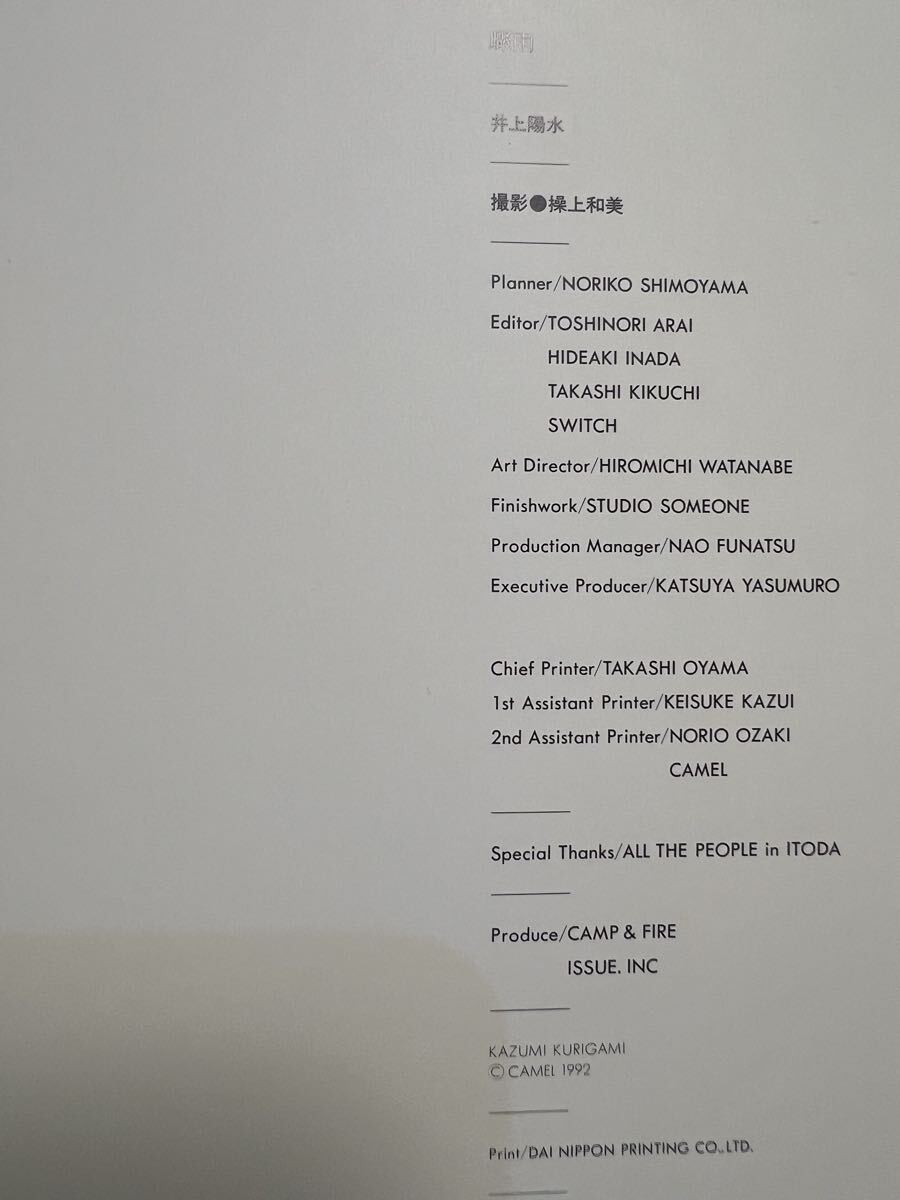 井上陽水
撮影●操上和美
Planner/NORIKO SHIMOYAMA
Editor/TOSHINORI ARAI
HIDEAKI INADA
TAKASHI KIKUCHI
SWITCH
Art Director/HIROMICHI WATANABE
Finishwork/STUDIO SOMEONE
Production Manager/NAO FUNATSU
Executive Producer/KATSUYA YASUMURO
Chief Printer/TAKASHI OYAMA
1st Assistant Printer/KEISUKE KAZUI
2nd Assistant Printer/NORIO OZAKI
CAMEL
Special Thanks/ALL THE PEOPLE in ITODA
Produce/CAMP & FIRE
ISSUE. INC
KAZUMI KURIGAMI
© CAMEL 1992
Print/DAI NIPPON PRINTING CO.,LTD.